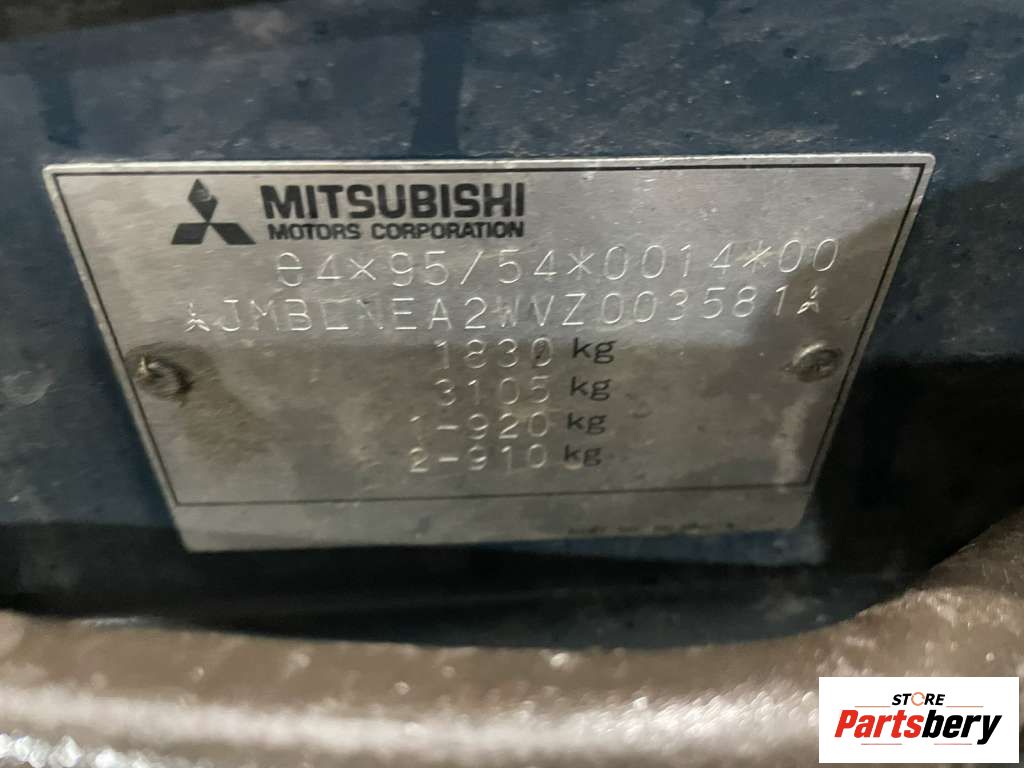 MITSUBISHI
MOTORS CORPORATION
e4*95/54*0014*00
1830 kg
3105 kg
1-920 kg
2-910 kg
STORE
Partsbery